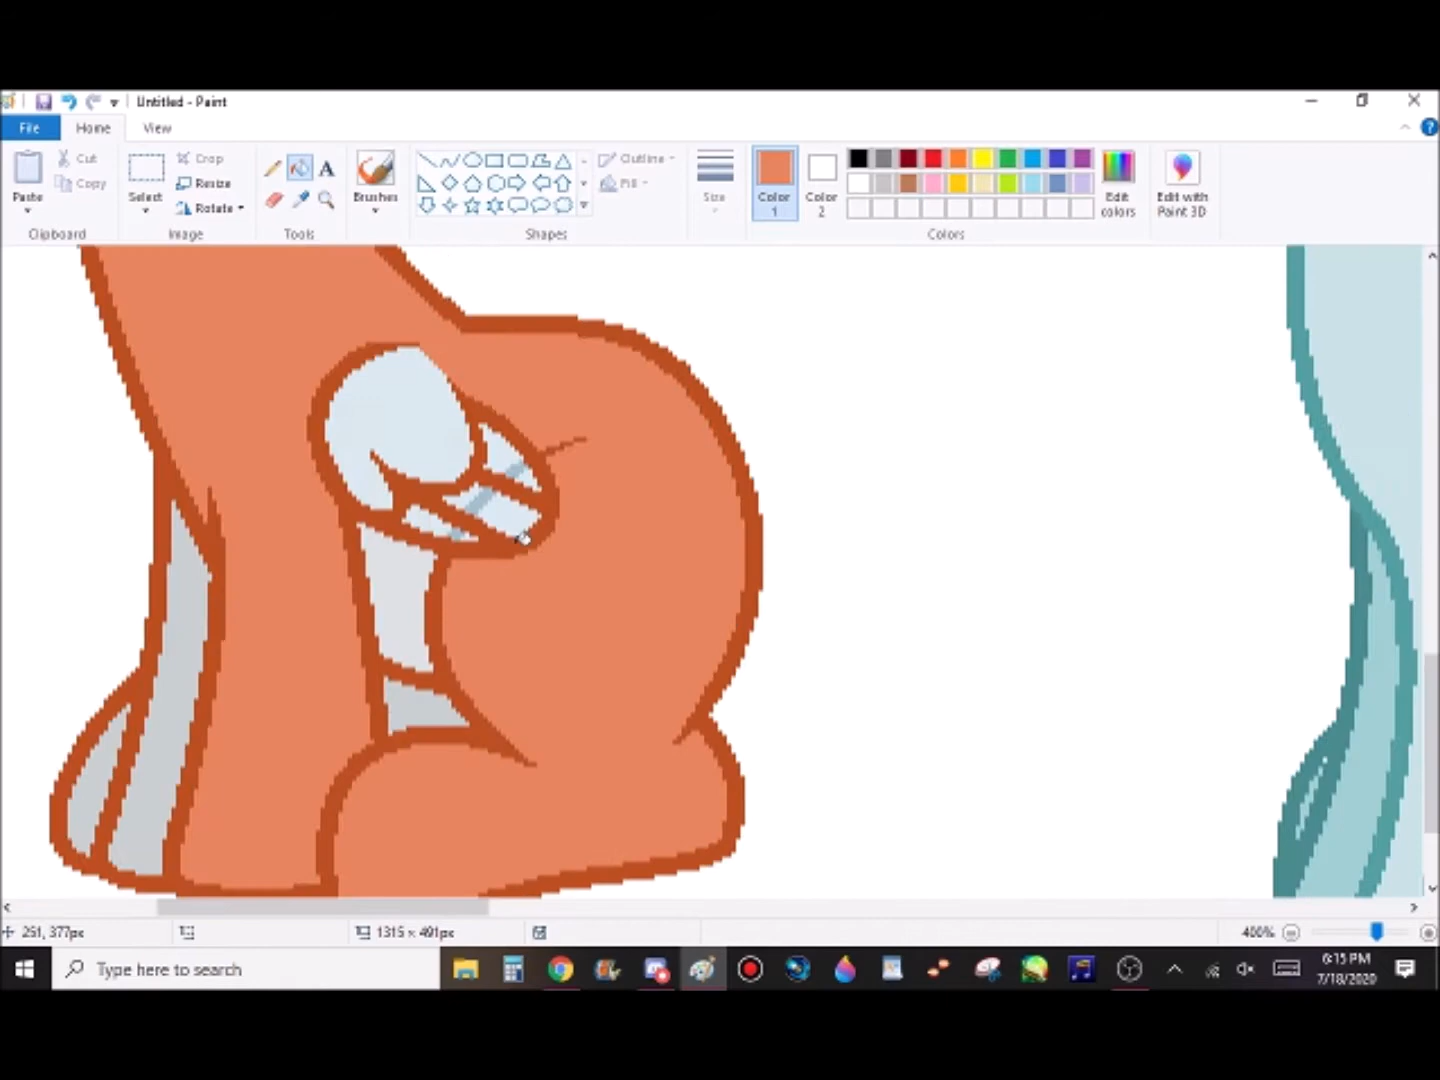 Untitled - Paint
File Home View
Paste
Cut
Copy
Clipboard
Select
Crop
Resize
Rotate
Image
A
Tools
Brushes
Outline
Fill
Shapes
Size
Color 1
Color 2
Edit colors
Colors
Edit with Paint 3D
251, 377px
1315 × 491px
400%
Type here to search
6:15 PM
7/18/2020